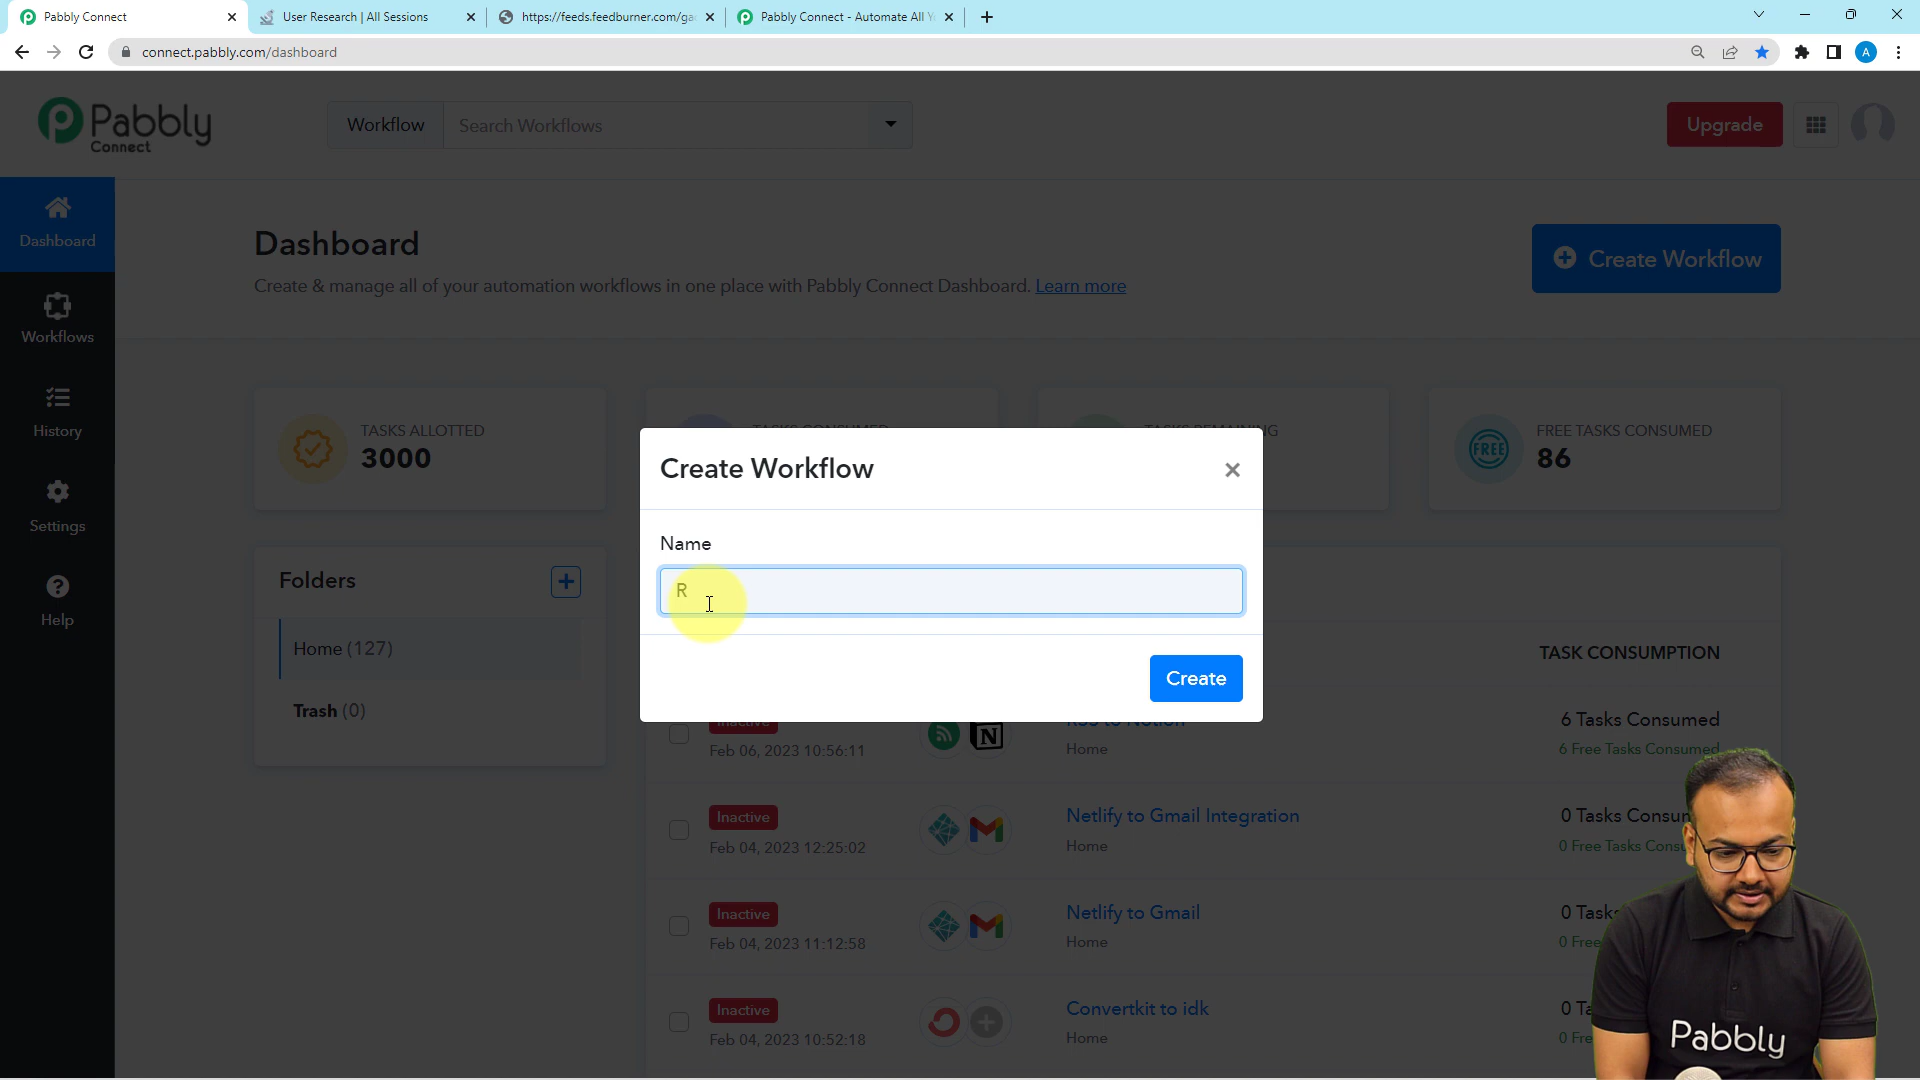 Pabbly Connect
User Research | All Sessions
https://feeds.feedburner.com/ga
Pabbly Connect - Automate All Y
connect.pabbly.com/dashboard
A
Pabbly
Connect
Workflow
Search Workflows
Upgrade
Dashboard
Workflows
History
Settings
Help
Dashboard
Create & manage all of your automation workflows in one place with Pabbly Connect Dashboard. Learn more
Create Workflow
TASKS ALLOTTED
3000
FREE
FREE TASKS CONSUMED
86
Folders
Home (127)
Trash (0)
Create Workflow
Name
R
Create
TASK CONSUMPTION
Inactive
Feb 06, 2023 10:56:11
RSS to Notion
Home
6 Tasks Consumed
6 Free Tasks Consumed
Inactive
Feb 04, 2023 12:25:02
Netlify to Gmail Integration
Home
0 Tasks Consu
0 Free Tasks Consu
Inactive
Feb 04, 2023 11:12:58
Netlify to Gmail
Home
0 Task
0 Free
Inactive
Feb 04, 2023 10:52:18
Convertkit to idk
Home
0 Ta
0 Fre
Pabbly